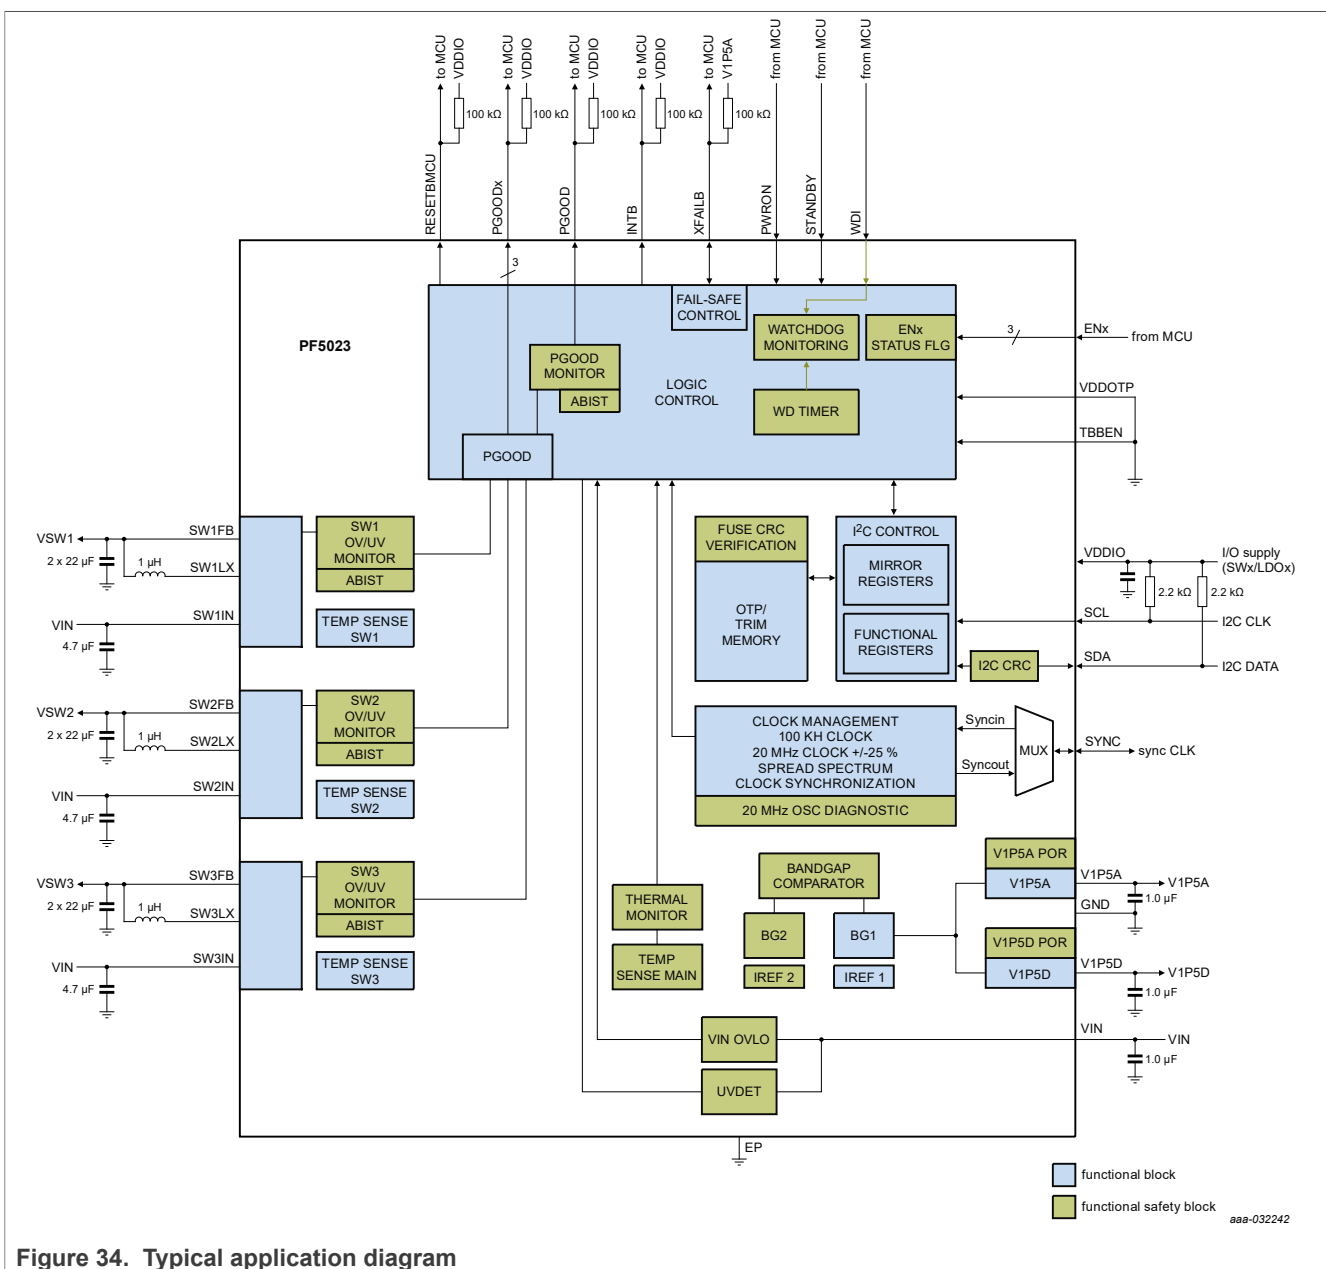 to MCU
VDDIO
100 kΩ
to MCU
VDDIO
100 kΩ
to MCU
VDDIO
100 kΩ
to MCU
VDDIO
100 kΩ
to MCU
V1P5A
100 kΩ
from MCU
from MCU
from MCU
RESETBMCU
PGOODx
PGOOD
INTB
XFAILB
PWRON
STANDBY
WDI
3
PF5023
FAIL-SAFE
CONTROL
WATCHDOG
MONITORING
ENx
STATUS FLG
3
ENx
from MCU
PGOOD
MONITOR
ABIST
LOGIC
CONTROL
WD TIMER
VDDOTP
TBBEN
PGOOD
VSW1
2 x 22 µF
1 µH
SW1FB
SW1LX
SW1
OV/UV
MONITOR
ABIST
VIN
4.7 µF
SW1IN
TEMP SENSE
SW1
FUSE CRC
VERIFICATION
OTP/
TRIM
MEMORY
I2C CONTROL
MIRROR
REGISTERS
FUNCTIONAL
REGISTERS
I2C CRC
VDDIO
I/O supply
(SWx/LDOx)
2.2 kΩ
2.2 kΩ
SCL
I2C CLK
SDA
I2C DATA
VSW2
2 x 22 µF
1 µH
SW2FB
SW2LX
SW2
OV/UV
MONITOR
ABIST
VIN
4.7 µF
SW2IN
TEMP SENSE
SW2
CLOCK MANAGEMENT
100 KH CLOCK
20 MHz CLOCK +/-25 %
SPREAD SPECTRUM
CLOCK SYNCHRONIZATION
20 MHz OSC DIAGNOSTIC
Syncin
Syncout
MUX
SYNC
sync CLK
VSW3
2 x 22 µF
1 µH
SW3FB
SW3LX
SW3
OV/UV
MONITOR
ABIST
VIN
4.7 µF
SW3IN
TEMP SENSE
SW3
THERMAL
MONITOR
TEMP
SENSE MAIN
BANDGAP
COMPARATOR
BG2
BG1
IREF 2
IREF 1
V1P5A POR
V1P5A
V1P5A
V1P5A
1.0 µF
GND
V1P5D POR
V1P5D
V1P5D
V1P5D
1.0 µF
VIN OVLO
UVDET
VIN
VIN
1.0 µF
EP
functional block
functional safety block
aaa-032242
Figure 34. Typical application diagram